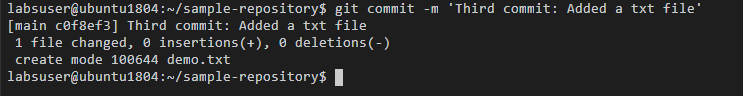 labsuser@ubuntu1804:~/sample-repository$ git commit -m 'Third commit: Added a txt file'
[main c0f8ef3] Third commit: Added a txt file
 1 file changed, 0 insertions(+), 0 deletions(-)
 create mode 100644 demo.txt
labsuser@ubuntu1804:~/sample-repository$